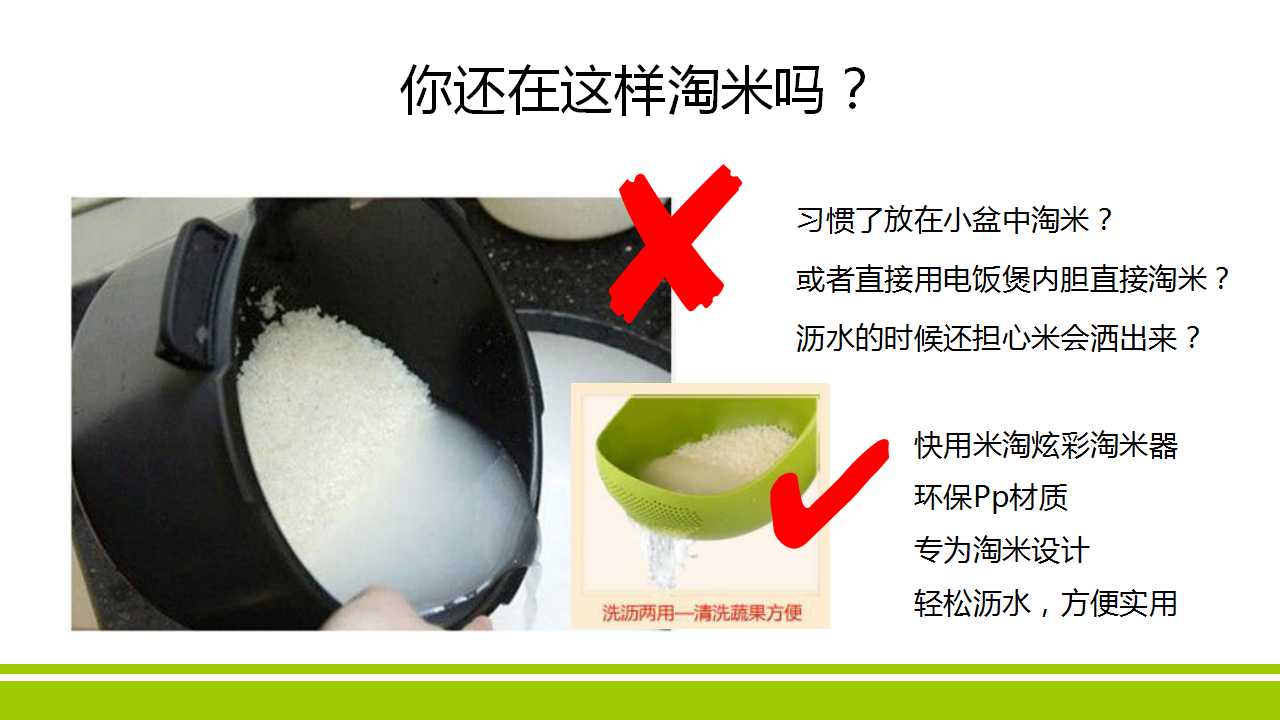 你还在这样淘米吗？
习惯了放在小盆中淘米？
或者直接用电饭煲内胆直接淘米？
沥水的时候还担心米会洒出来？
快用米淘炫彩淘米器
环保Pp材质
专为淘米设计
轻松沥水，方便实用
洗沥两用—清洗蔬果方便